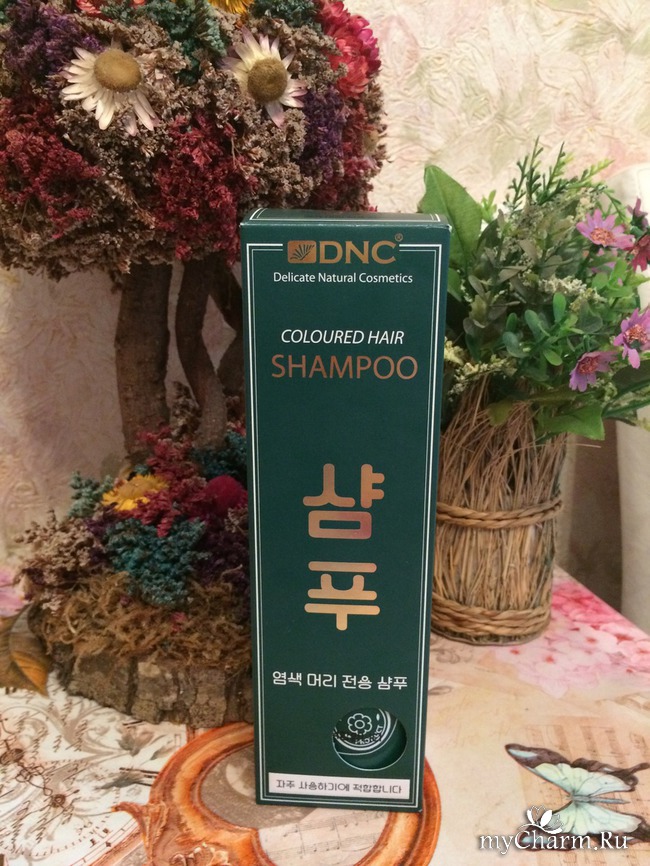 DNC®
Delicate Natural Cosmetics
COLOURED HAIR
SHAMPOO
샴
푸
염색 머리 전용 샴푸
자주 사용하기에 적합합니다
myCharm.Ru